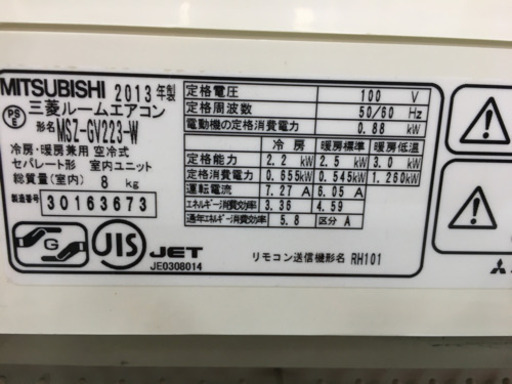 MITSUBISHI 2013 年製
PSE 三菱ルームエアコン
形名 MSZ-GV223-W
冷房・暖房兼用 空冷式
セパレート形 室内ユニット
総質量(室内) 8 kg
製造番号 30163673
G JIS JET
JE0308014
定格電圧 100 V
定格周波数 50/60 Hz
電動機の定格消費電力 0.88 kW
冷房 暖房標準 暖房低温
定格能力 2.2 kW 2.5 kW 3.0 kW
定格消費電力 0.655kW 0.545kW 1.260kW
運転電流 7.27 A 6.05 A
エネルギー消費効率 3.36 4.59
通年エネルギー消費効率 5.8 区分 A
リモコン送信機形名 RH101